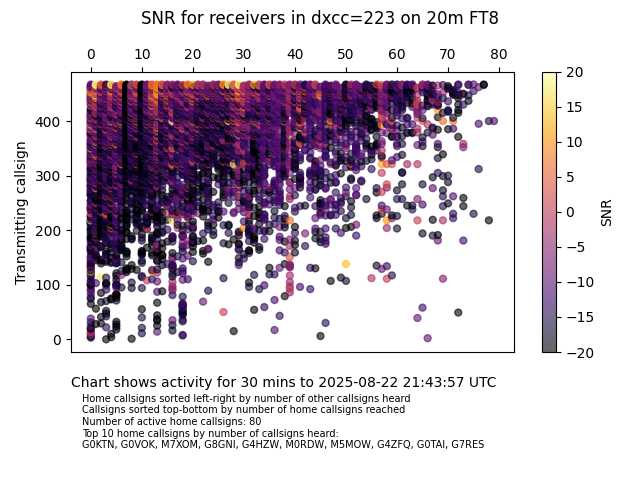 SNR for receivers in dxcc=223 on 20m FT8
0 10 20 30 40 50 60 70 80
400
300
200
100
0
Transmitting callsign
20
15
10
5
0
−5
−10
−15
−20
SNR
Chart shows activity for 30 mins to 2025-08-22 21:43:57 UTC
Home callsigns sorted left-right by number of other callsigns heard
Callsigns sorted top-bottom by number of home callsigns reached
Number of active home callsigns: 80
Top 10 home callsigns by number of callsigns heard:
G0KTN, G0VOK, M7XOM, G8GNI, G4HZW, M0RDW, M5MOW, G4ZFQ, G0TAI, G7RES